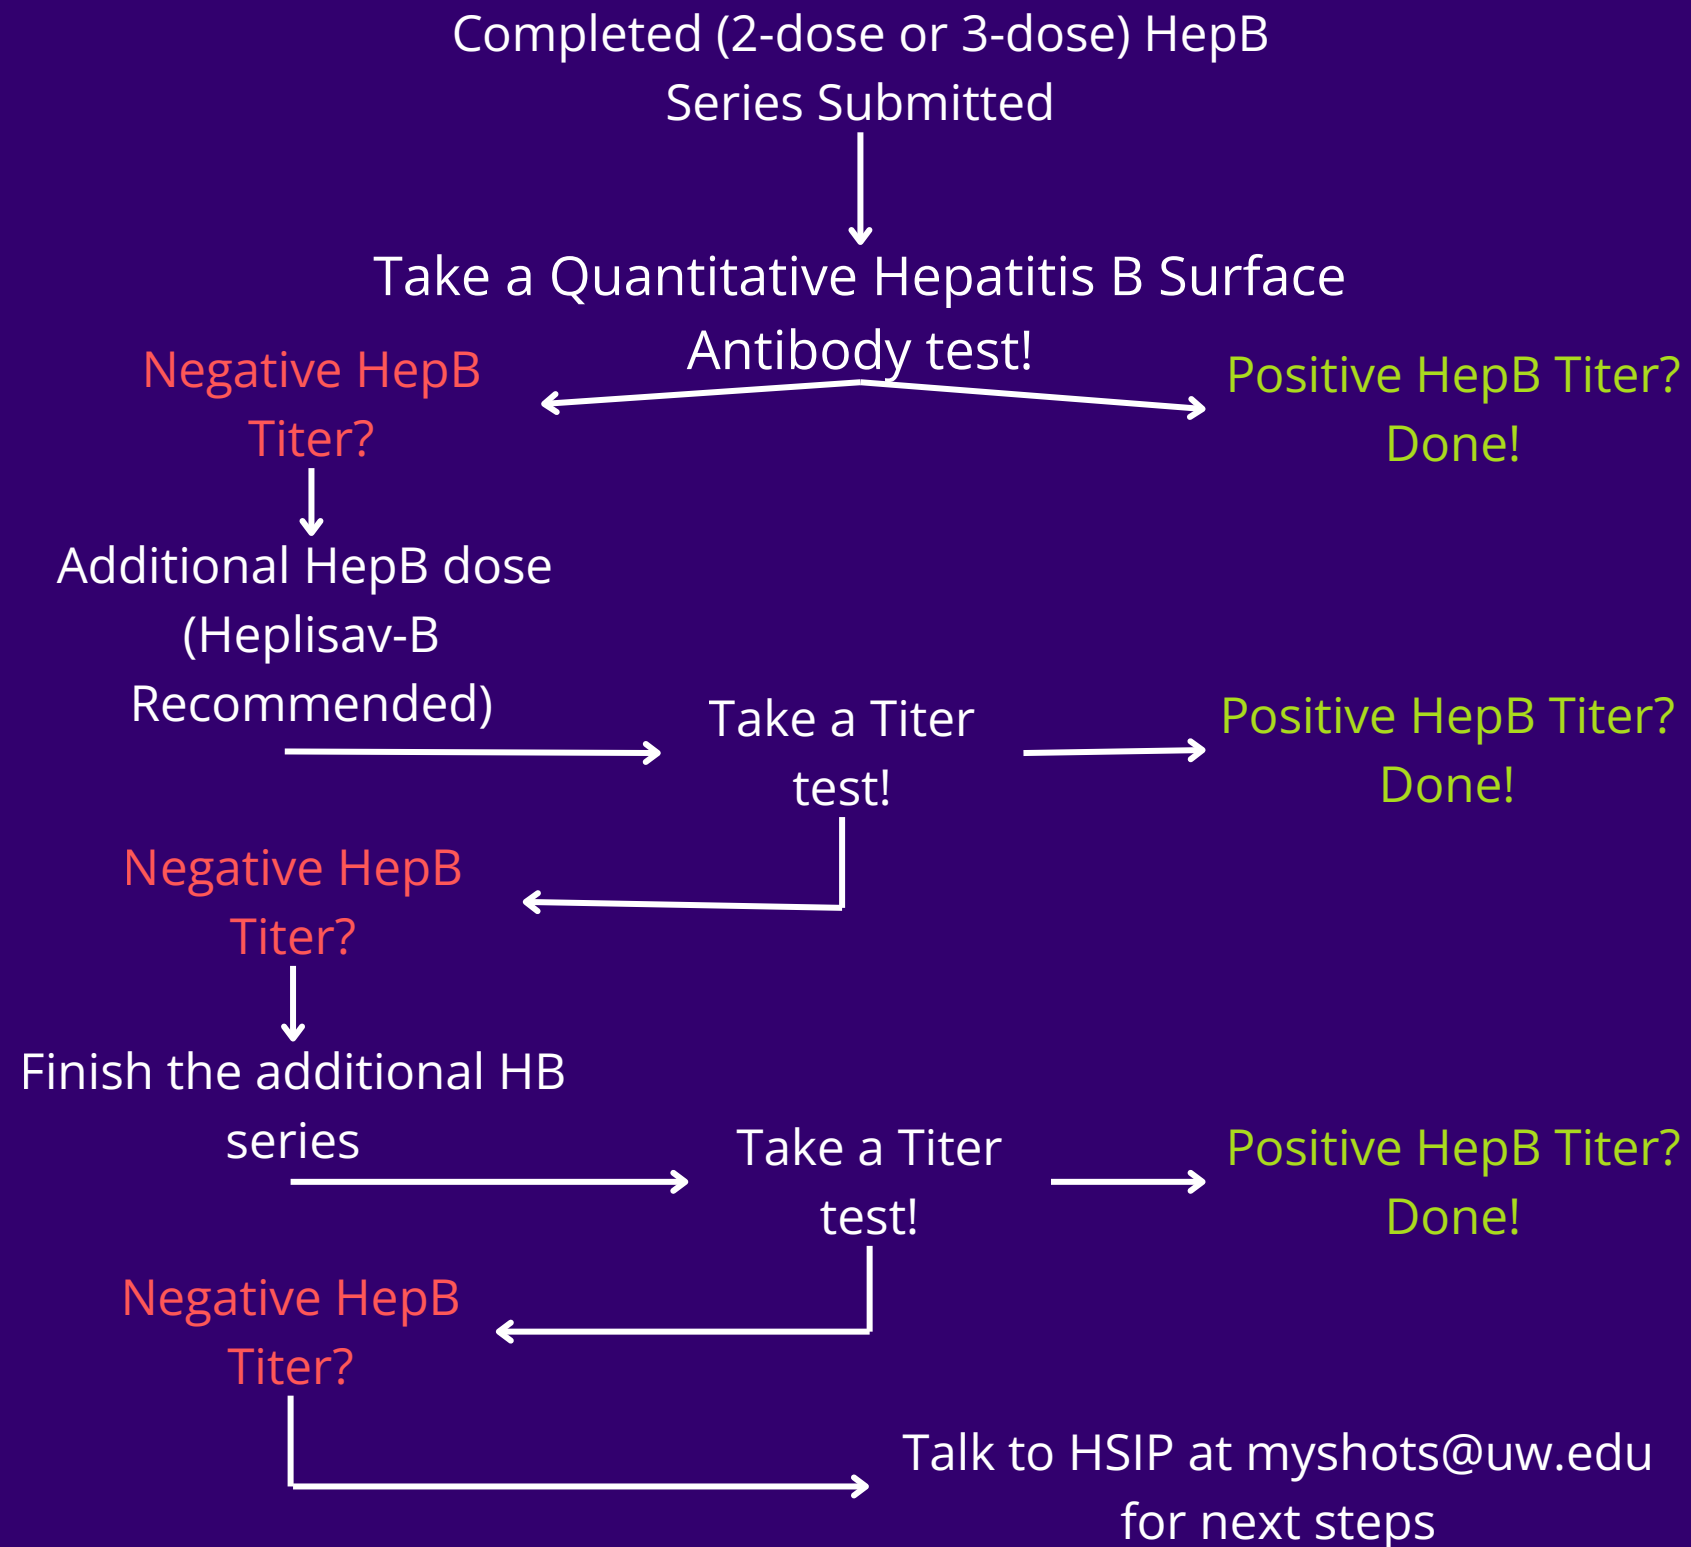 Completed (2-dose or 3-dose) HepB
Series Submitted
Take a Quantitative Hepatitis B Surface
Antibody test!
Negative HepB
Titer?
Positive HepB Titer?
Done!
Additional HepB dose
(Heplisav-B
Recommended)
Take a Titer
test!
Positive HepB Titer?
Done!
Negative HepB
Titer?
Finish the additional HB
series
Take a Titer
test!
Positive HepB Titer?
Done!
Negative HepB
Titer?
Talk to HSIP at myshots@uw.edu
for next steps